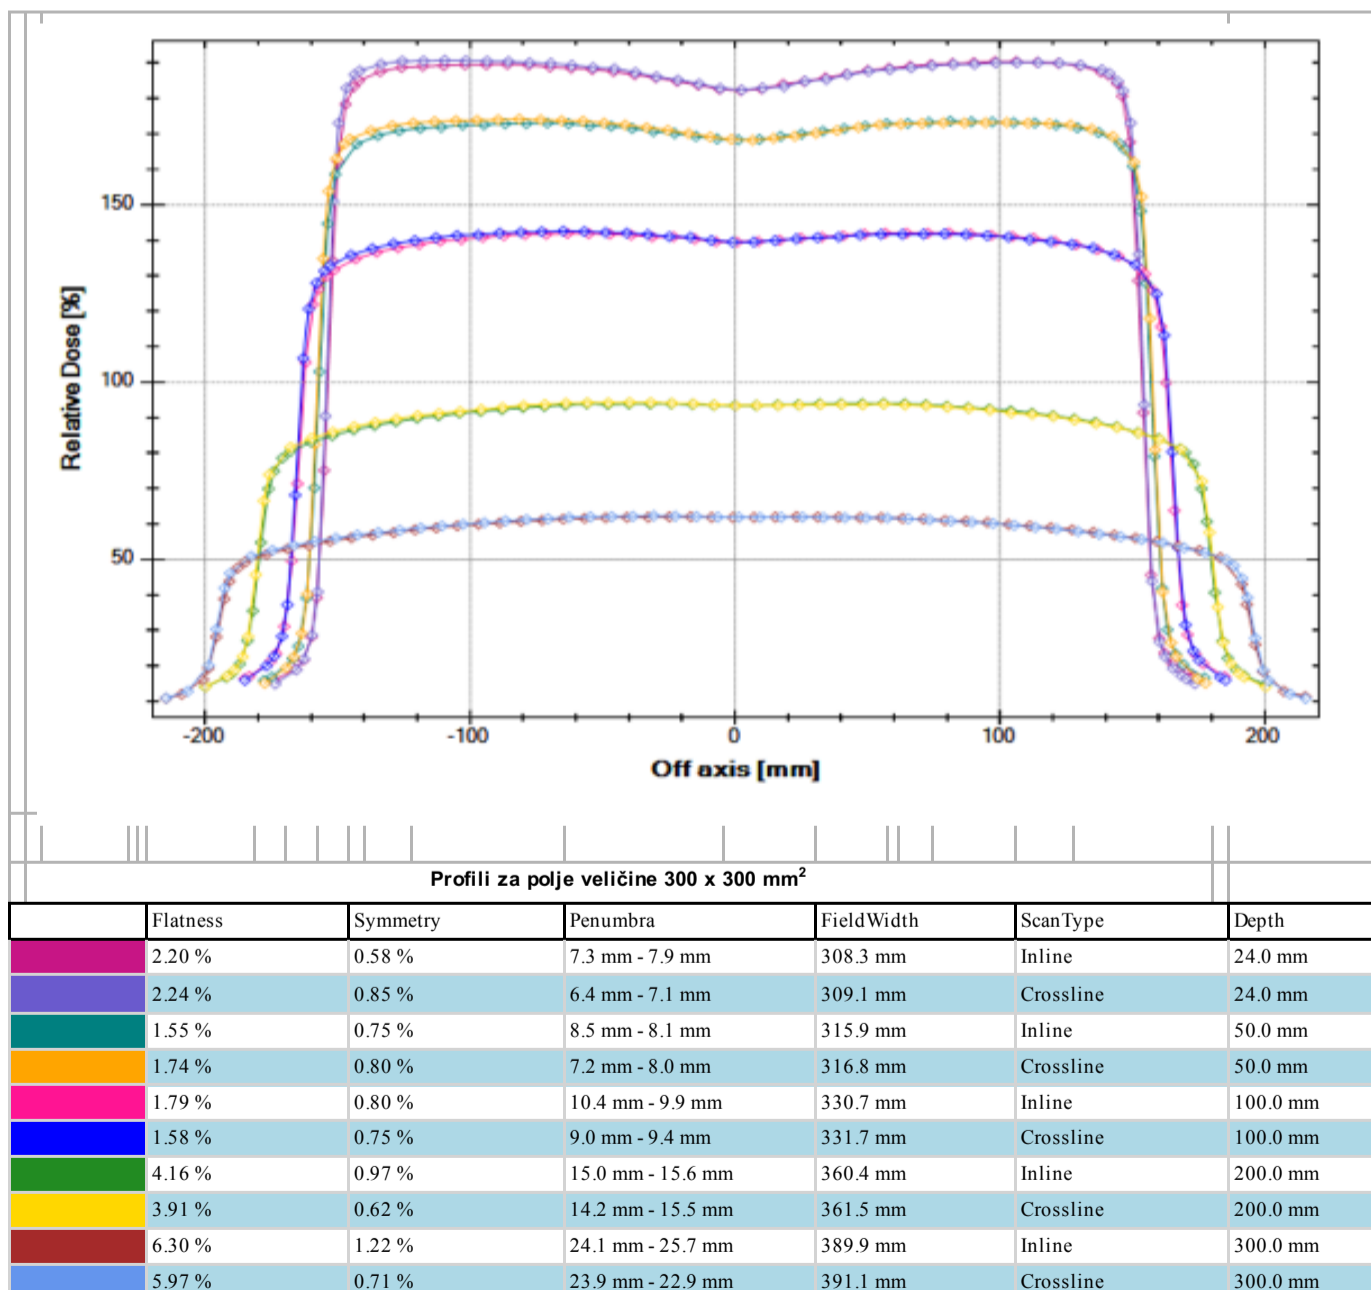 150
100
50
Relative Dose [%]
-200 -100 0 100 200
Off axis [mm]
Profili za polje veličine 300 x 300 mm²
Flatness Symmetry Penumbra FieldWidth ScanType Depth
2.20 % 0.58 % 7.3 mm - 7.9 mm 308.3 mm Inline 24.0 mm
2.24 % 0.85 % 6.4 mm - 7.1 mm 309.1 mm Crossline 24.0 mm
1.55 % 0.75 % 8.5 mm - 8.1 mm 315.9 mm Inline 50.0 mm
1.74 % 0.80 % 7.2 mm - 8.0 mm 316.8 mm Crossline 50.0 mm
1.79 % 0.80 % 10.4 mm - 9.9 mm 330.7 mm Inline 100.0 mm
1.58 % 0.75 % 9.0 mm - 9.4 mm 331.7 mm Crossline 100.0 mm
4.16 % 0.97 % 15.0 mm - 15.6 mm 360.4 mm Inline 200.0 mm
3.91 % 0.62 % 14.2 mm - 15.5 mm 361.5 mm Crossline 200.0 mm
6.30 % 1.22 % 24.1 mm - 25.7 mm 389.9 mm Inline 300.0 mm
5.97 % 0.71 % 23.9 mm - 22.9 mm 391.1 mm Crossline 300.0 mm